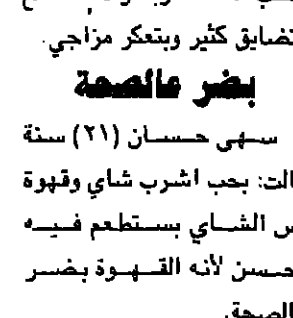 تضايق كثير وبتعكر مزاجي.
بضر عالصحة
سهى حسان (٢١) سنة
الت: بحب اشرب شاي وقهوة
س الشاي بستطعم فيه
حسن لأنه القهوة بضر
الصحة.